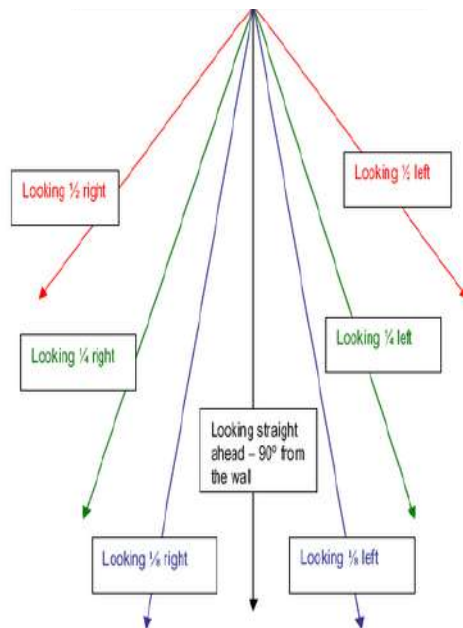 Looking ½ left
Looking ½ right
Looking ¼ left
Looking ¼ right
Looking straight
ahead – 90º from
the wall
Looking ⅛ right
Looking ⅛ left